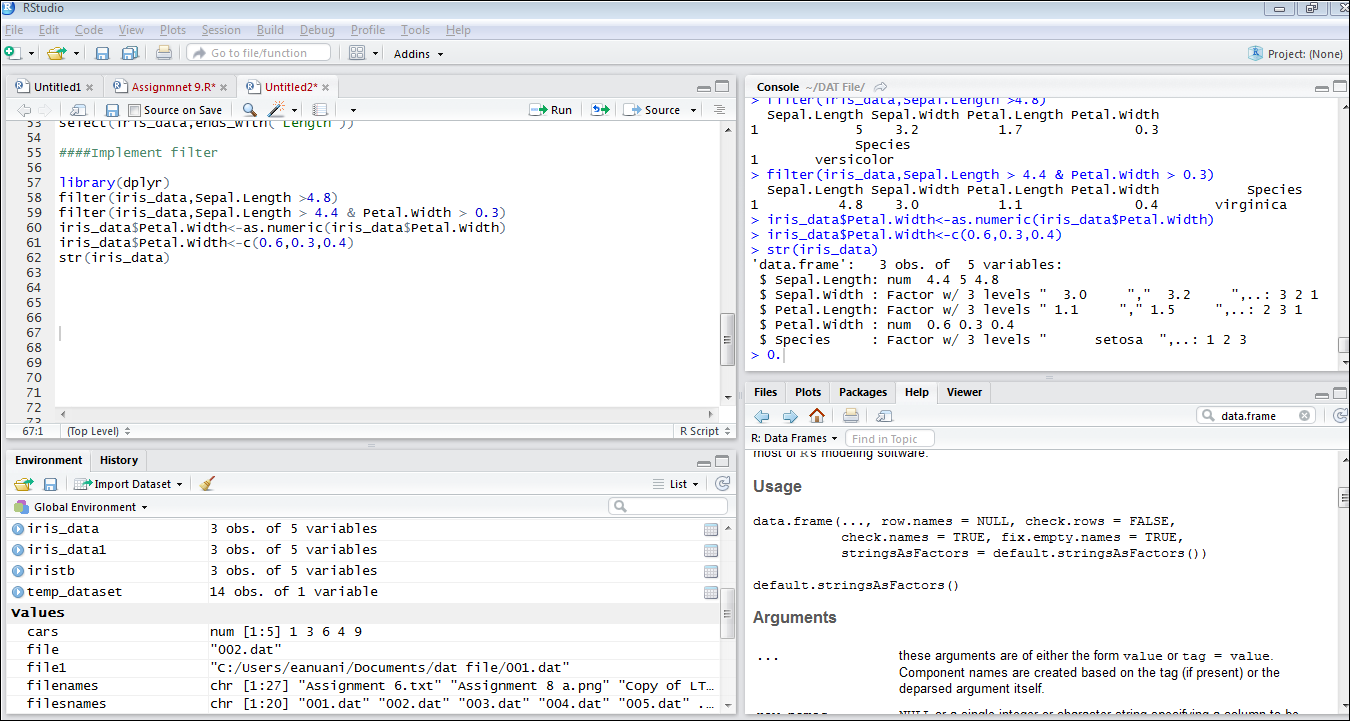 RStudio
File Edit Code View Plots Session Build Debug Profile Tools Help
Go to file/function Addins Project: (None)
Untitled1 Assignmnet 9.R* Untitled2*
Source on Save Run Source
53 select(iris_data,ends_with("Length"))
54
55 ####Implement filter
56
57 library(dplyr)
58 filter(iris_data,Sepal.Length >4.8)
59 filter(iris_data,Sepal.Length > 4.4 & Petal.Width > 0.3)
60 iris_data$Petal.Width<-as.numeric(iris_data$Petal.Width)
61 iris_data$Petal.Width<-c(0.6,0.3,0.4)
62 str(iris_data)
63
64
65
66
67
68
69
70
71
72
73
67:1 (Top Level) R Script
Environment History
Import Dataset List
Global Environment
iris_data 3 obs. of 5 variables
iris_data1 3 obs. of 5 variables
iristb 3 obs. of 5 variables
temp_dataset 14 obs. of 1 variable
Values
cars num [1:5] 1 3 6 4 9
file "002.dat"
file1 "C:/Users/eanuani/Documents/dat file/001.dat"
filenames chr [1:27] "Assignment 6.txt" "Assignment 8 a.png" "Copy of LT…
filesnames chr [1:20] "001.dat" "002.dat" "003.dat" "004.dat" "005.dat" …
Console ~/DAT File/
> filter(iris_data,Sepal.Length >4.8)
Sepal.Length Sepal.Width Petal.Length Petal.Width
1 5 3.2 1.7 0.3
Species
1 versicolor
> filter(iris_data,Sepal.Length > 4.4 & Petal.Width > 0.3)
Sepal.Length Sepal.Width Petal.Length Petal.Width Species
1 4.8 3.0 1.1 0.4 virginica
> iris_data$Petal.Width<-as.numeric(iris_data$Petal.Width)
> iris_data$Petal.Width<-c(0.6,0.3,0.4)
> str(iris_data)
'data.frame': 3 obs. of 5 variables:
$ Sepal.Length: num 4.4 5 4.8
$ Sepal.Width : Factor w/ 3 levels " 3.0 "," 3.2 ",..: 3 2 1
$ Petal.Length: Factor w/ 3 levels " 1.1 "," 1.5 ",..: 2 3 1
$ Petal.Width : num 0.6 0.3 0.4
$ Species : Factor w/ 3 levels " setosa ",..: 1 2 3
> 0.
Files Plots Packages Help Viewer
data.frame
R: Data Frames Find in Topic
most of R's modeling software.
Usage
data.frame(..., row.names = NULL, check.rows = FALSE,
check.names = TRUE, fix.empty.names = TRUE,
stringsAsFactors = default.stringsAsFactors())
default.stringsAsFactors()
Arguments
... these arguments are of either the form value or tag = value.
Component names are created based on the tag (if present) or the
deparsed argument itself.
row.names NULL or a single integer or character string specifying a column to be